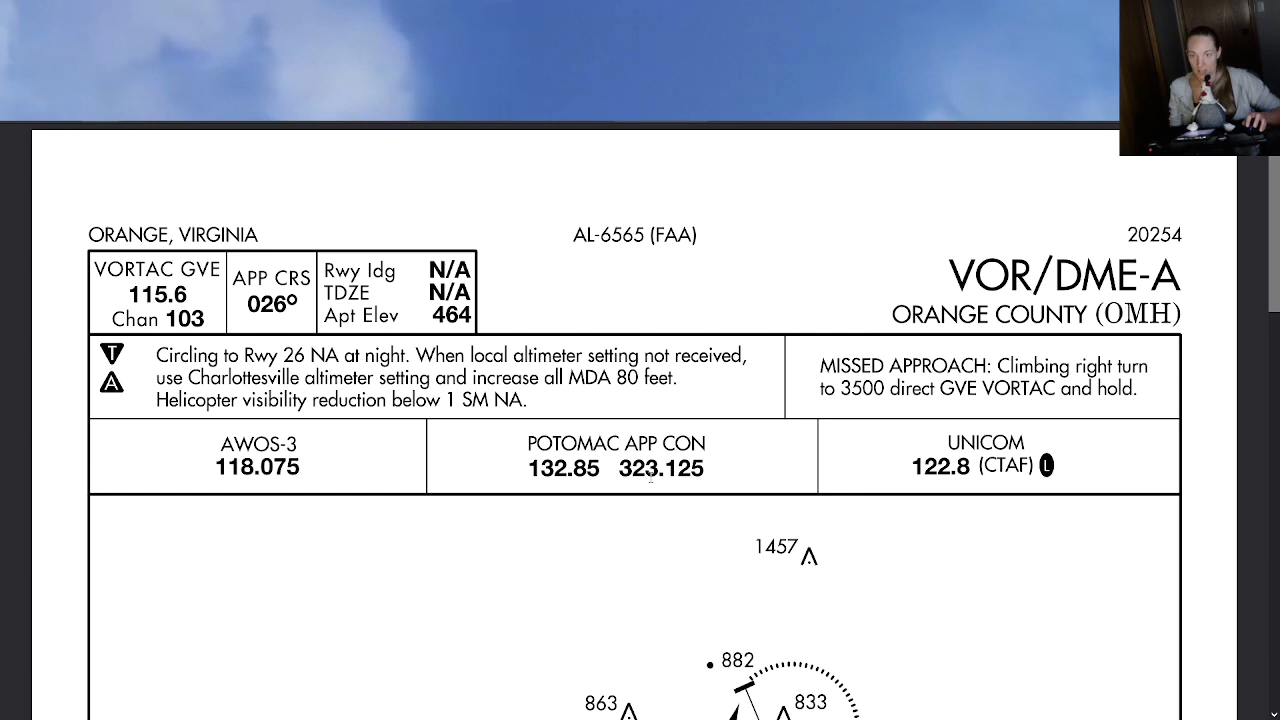 ORANGE, VIRGINIA
AL-6565 (FAA)
20254
VORTAC GVE
115.6
Chan 103
APP CRS
026°
Rwy Idg N/A
TDZE N/A
Apt Elev 464
VOR/DME-A
ORANGE COUNTY (OMH)
T
A
Circling to Rwy 26 NA at night. When local altimeter setting not received,
use Charlottesville altimeter setting and increase all MDA 80 feet.
Helicopter visibility reduction below 1 SM NA.
MISSED APPROACH: Climbing right turn
to 3500 direct GVE VORTAC and hold.
AWOS-3
118.075
POTOMAC APP CON
132.85 323.125
UNICOM
122.8 (CTAF) L
1457
882
863
833